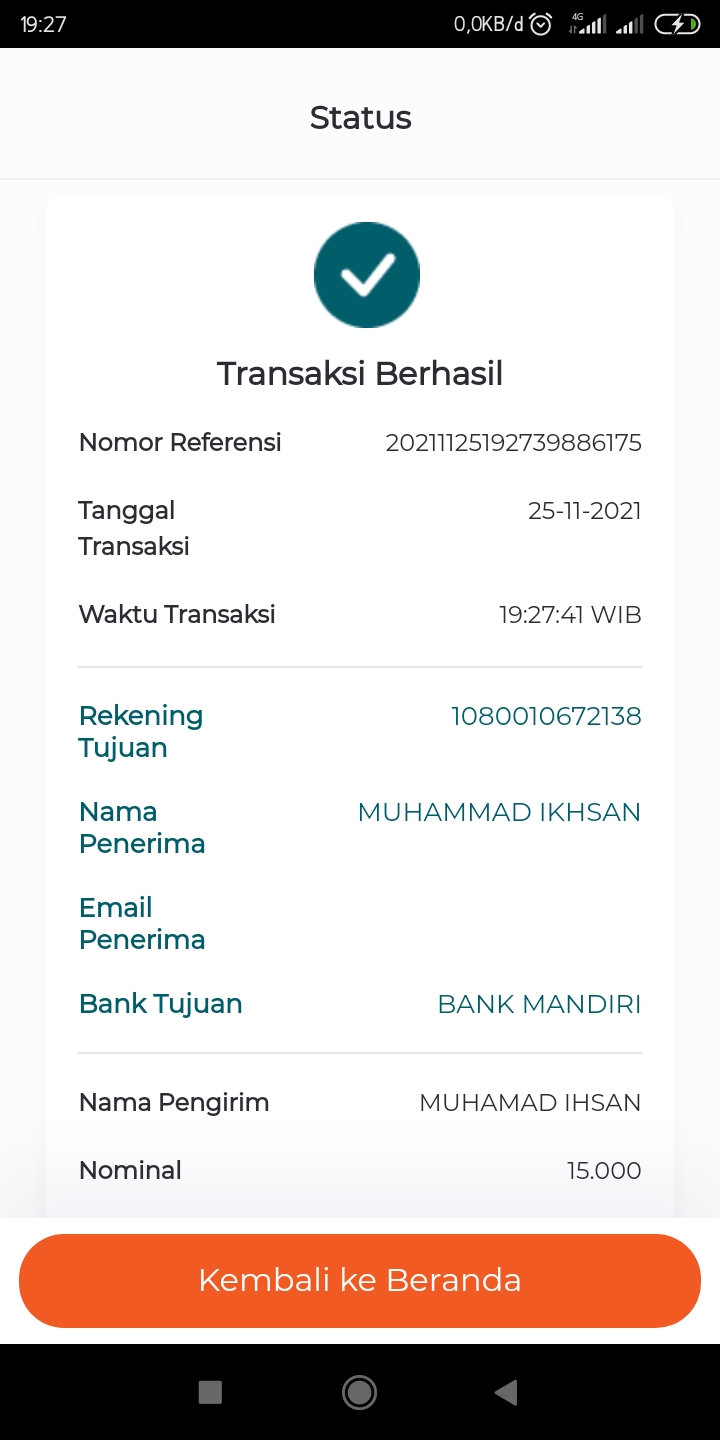 19:27
0,0KB/d
4G
Status
Transaksi Berhasil
Nomor Referensi 20211125192739886175
Tanggal 25-11-2021
Transaksi
Waktu Transaksi 19:27:41 WIB
Rekening 1080010672138
Tujuan
Nama MUHAMMAD IKHSAN
Penerima
Email
Penerima
Bank Tujuan BANK MANDIRI
Nama Pengirim MUHAMAD IHSAN
Nominal 15.000
Kembali ke Beranda